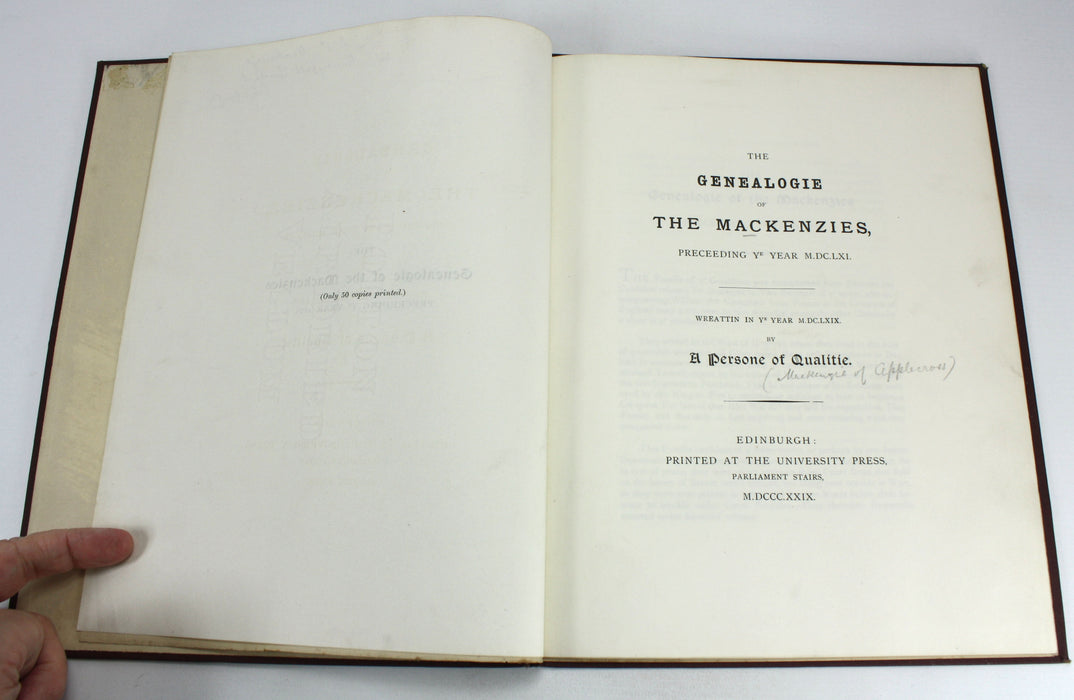 (Only 50 copies printed.)
THE
GENEALOGIE
OF
THE MACKENZIES,
PRECEEDING Yᴱ YEAR M.DC.LXI.
WREATTIN IN Yᴱ YEAR M.DC.LXIX.
BY
A Persone of Qualitie.
(MacKenzie of Applecross)
EDINBURGH:
PRINTED AT THE UNIVERSITY PRESS,
PARLIAMENT STAIRS,
M.DCCC.XXIX.